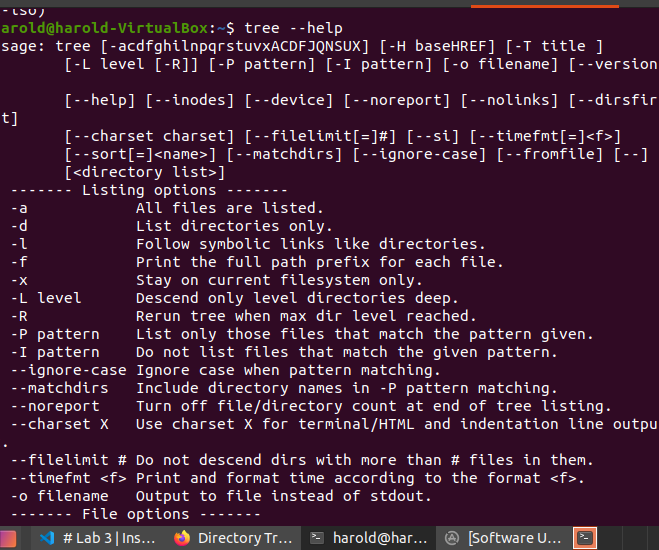 -iso)
arold@harold-VirtualBox:~$ tree --help
sage: tree [-acdfghilnpqrstuvxACDFJQNSUX] [-H baseHREF] [-T title ]
[-L level [-R]] [-P pattern] [-I pattern] [-o filename] [--version
[--help] [--inodes] [--device] [--noreport] [--nolinks] [--dirsfir
t]
[--charset charset] [--filelimit[=]#] [--si] [--timefmt[=]<f>]
[--sort[=]<name>] [--matchdirs] [--ignore-case] [--fromfile] [--]
[<directory list>]
------- Listing options -------
-a All files are listed.
-d List directories only.
-l Follow symbolic links like directories.
-f Print the full path prefix for each file.
-x Stay on current filesystem only.
-L level Descend only level directories deep.
-R Rerun tree when max dir level reached.
-P pattern List only those files that match the pattern given.
-I pattern Do not list files that match the given pattern.
--ignore-case Ignore case when pattern matching.
--matchdirs Include directory names in -P pattern matching.
--noreport Turn off file/directory count at end of tree listing.
--charset X Use charset X for terminal/HTML and indentation line outpu
.
--filelimit # Do not descend dirs with more than # files in them.
--timefmt <f> Print and format time according to the format <f>.
-o filename Output to file instead of stdout.
------- File options -------
# Lab 3 | Ins... Directory Tr... harold@har... [Software U...